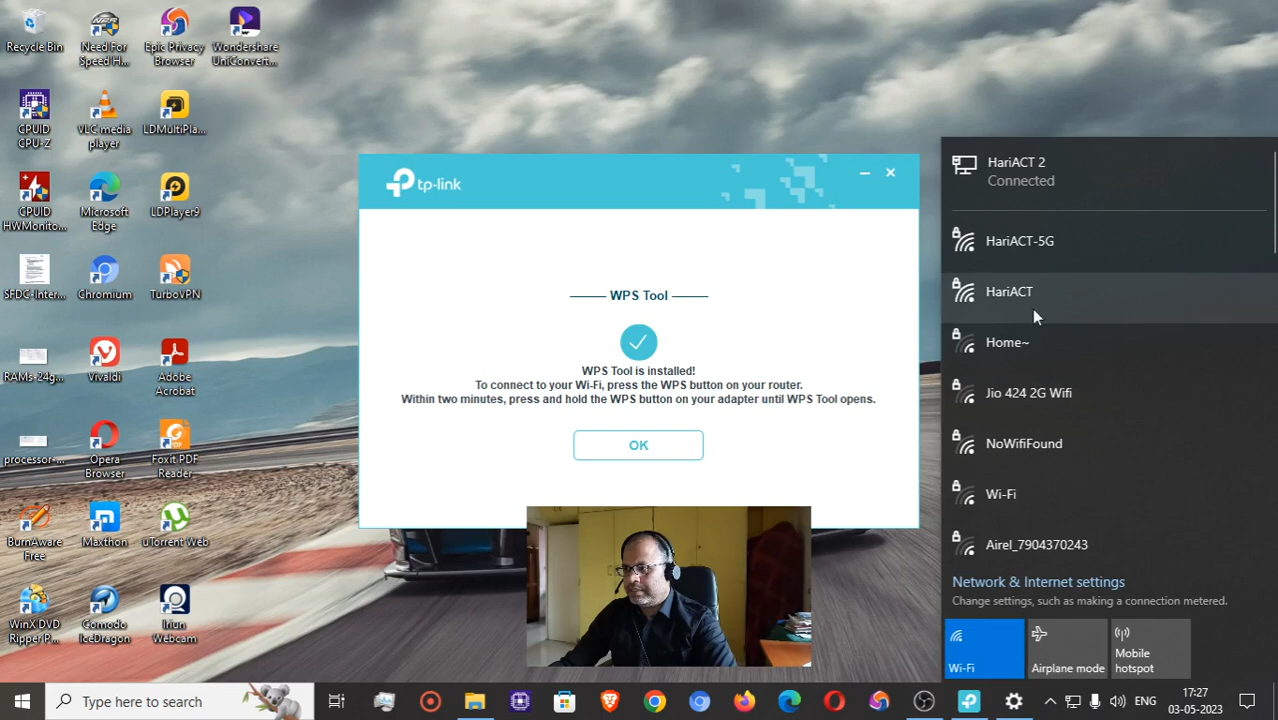 Recycle Bin
Need For
Speed H...
Epic Privacy
Browser
Wondershare
UniConvert...
CPUID
CPU-Z
VLC media
player
LDMultiPla...
CPUID
HWMonito...
Microsoft
Edge
LDPlayer9
SFDC-Inter...
Chromium
TurboVPN
RAMs-24g...
Vivaldi
Adobe
Acrobat
processor-...
Opera
Browser
Foxit PDF
Reader
BurnAware
Free
Maxthon
uTorrent Web
WinX DVD
Ripper P...
Comodo
IceDragon
Iriun
Webcam
tp-link
WPS Tool
WPS Tool is installed!
To connect to your Wi-Fi, press the WPS button on your router.
Within two minutes, press and hold the WPS button on your adapter until WPS Tool opens.
OK
HariACT 2
Connected
HariACT-5G
HariACT
Home~
Jio 424 2G Wifi
NoWifiFound
Wi-Fi
Airel_7904370243
Network & Internet settings
Change settings, such as making a connection metered.
Wi-Fi
Airplane mode
Mobile
hotspot
Type here to search
ENG
17:27
03-05-2023